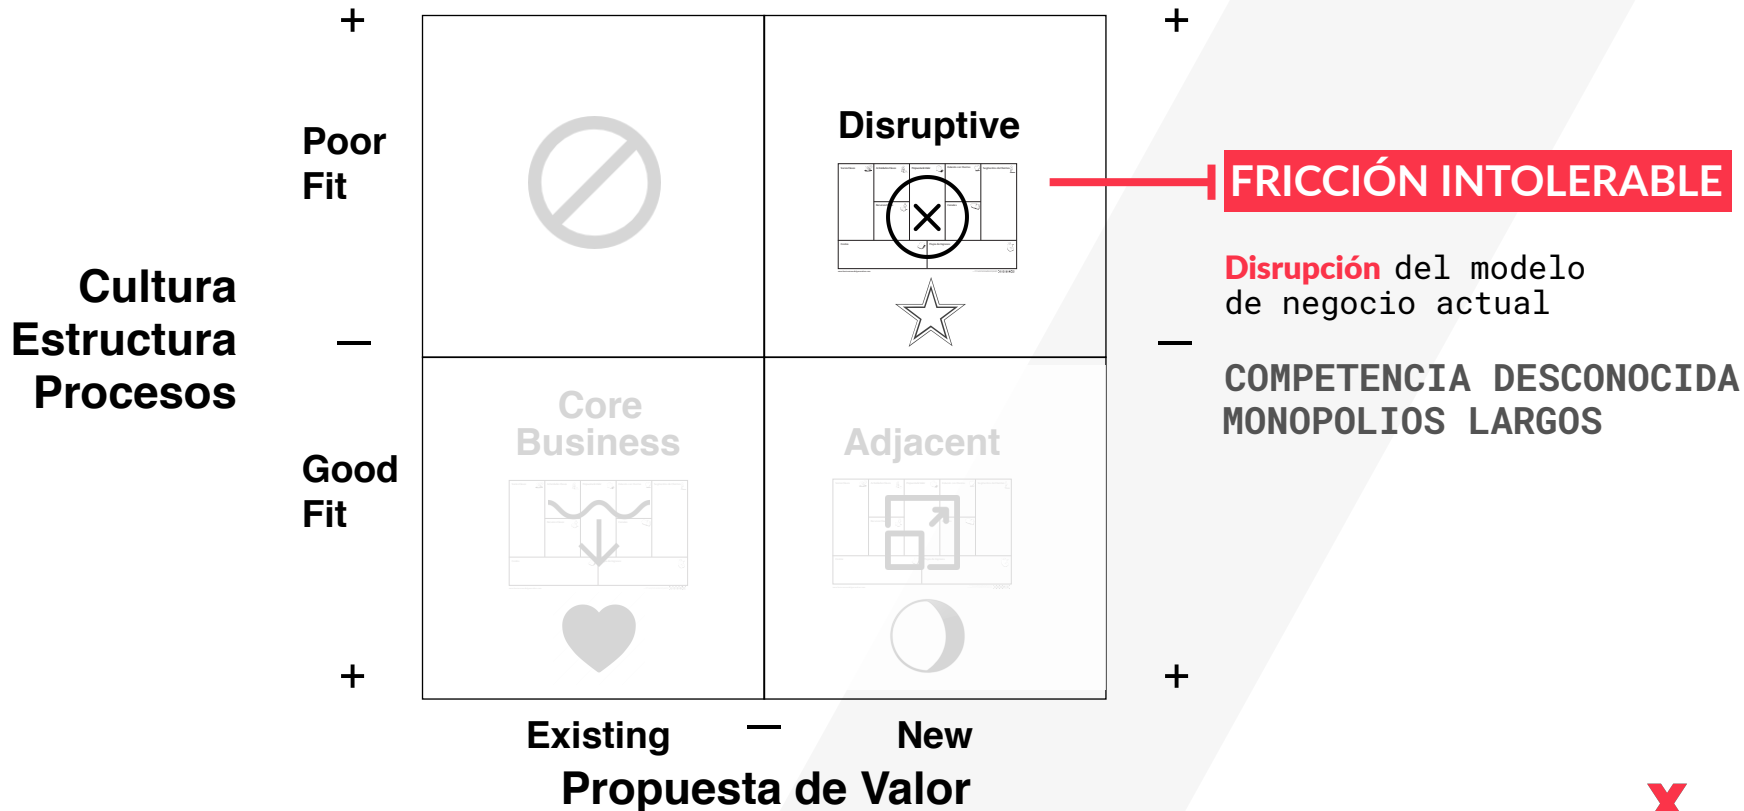 +
+
Poor
Fit
Disruptive
FRICCIÓN INTOLERABLE
Disrupción del modelo
de negocio actual
Cultura
Estructura
Procesos
—
—
COMPETENCIA DESCONOCIDA
MONOPOLIOS LARGOS
Core
Business
Adjacent
Good
Fit
+
+
Existing
—
New
Propuesta de Valor
X